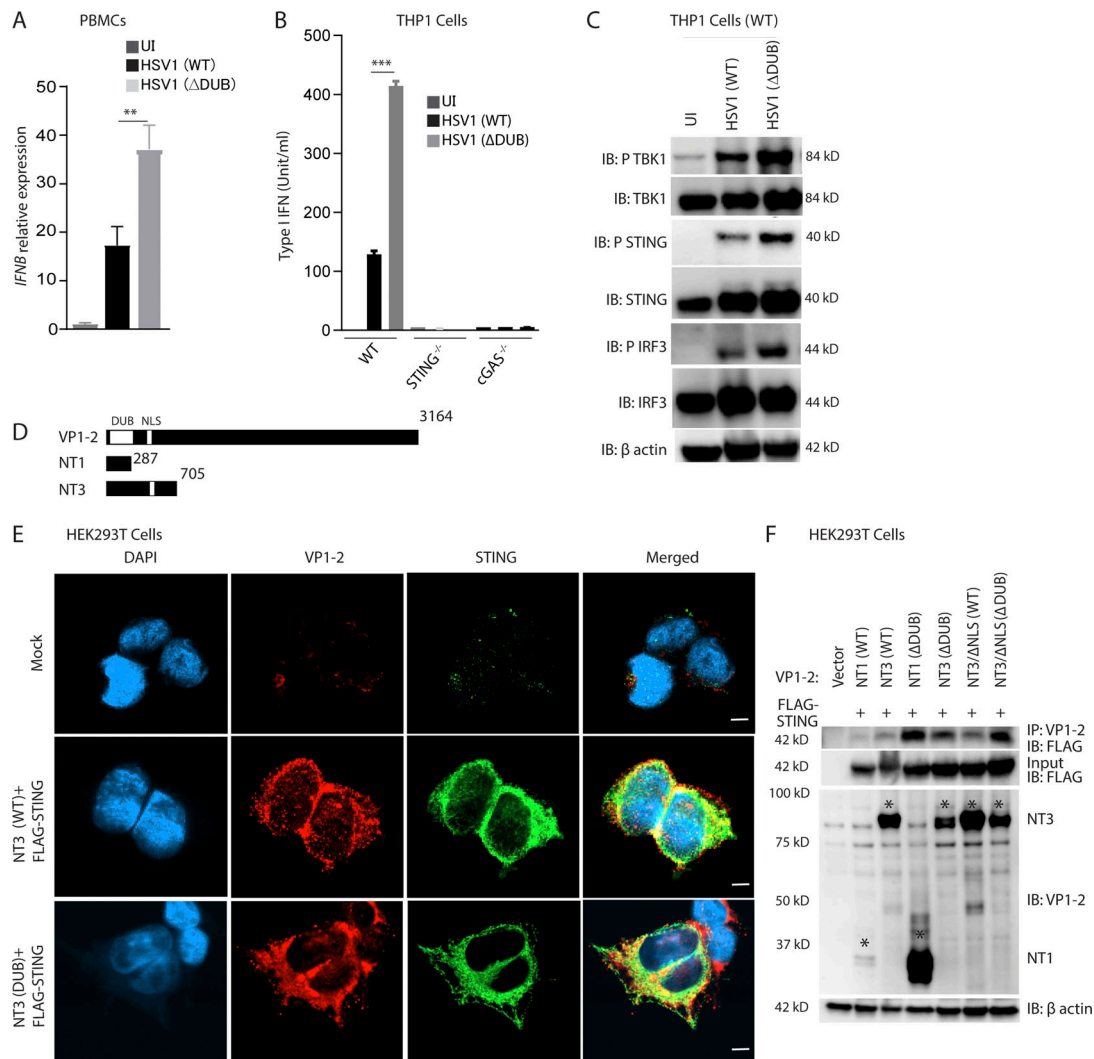 A PBMCs
UI
HSV1 (WT)
HSV1 (△DUB)
**
50
40
30
20
10
0
IFNB relative expression
B THP1 Cells
UI
HSV1 (WT)
HSV1 (△DUB)
***
500
400
300
200
100
0
Type I IFN (Unit/ml)
WT
STING-/-
cGAS-/-
C THP1 Cells (WT)
UI
HSV1 (WT)
HSV1 (ΔDUB)
IB: P TBK1 84 kD
IB: TBK1 84 kD
IB: P STING 40 kD
IB: STING 40 kD
IB: P IRF3 44 kD
IB: IRF3 44 kD
IB: β actin 42 kD
D
DUB NLS
VP1-2 3164
NT1 287
NT3 705
E HEK293T Cells
DAPI VP1-2 STING Merged
Mock
NT3 (WT)+
FLAG-STING
NT3 (DUB)+
FLAG-STING
F HEK293T Cells
VP1-2:
Vector
NT1 (WT)
NT3 (WT)
NT1 (ΔDUB)
NT3 (ΔDUB)
NT3/ΔNLS (WT)
NT3/ΔNLS (ΔDUB)
FLAG-
STING
+ + + + + +
42 kD IP: VP1-2
IB: FLAG
42 kD Input
IB: FLAG
100 kD
* * * * NT3
75 kD
50 kD
IB: VP1-2
37 kD
* *
NT1
42 kD IB: β actin